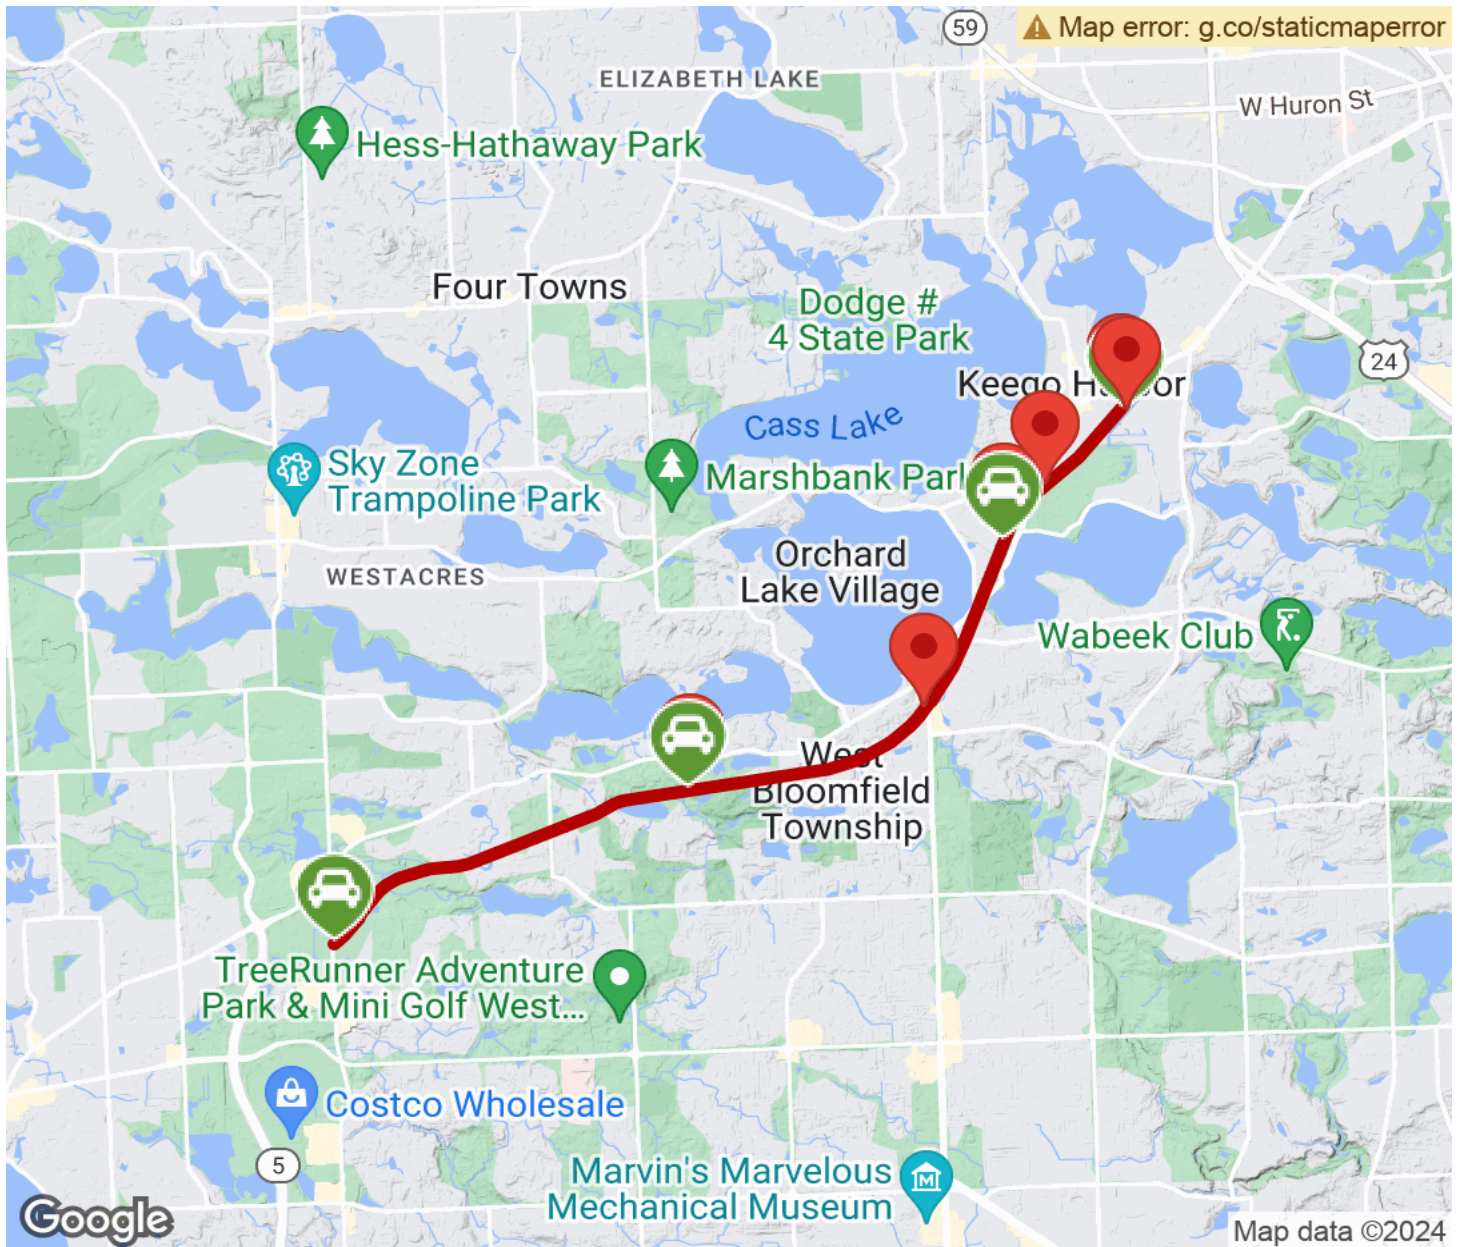 59
Map error: g.co/staticmaperror
ELIZABETH LAKE
W Huron St
Hess-Hathaway Park
Four Towns
Dodge #
4 State Park
24
Keego H
or
Cass Lake
Sky Zone
Trampoline Park
Marshbank Park
Orchard
Lake Village
WESTACRES
Wabeek Club
West
Bloomfield
Township
TreeRunner Adventure
Park & Mini Golf West...
Costco Wholesale
5
Marvin's Marvelous
Mechanical Museum
M
Google
Map data ©2024